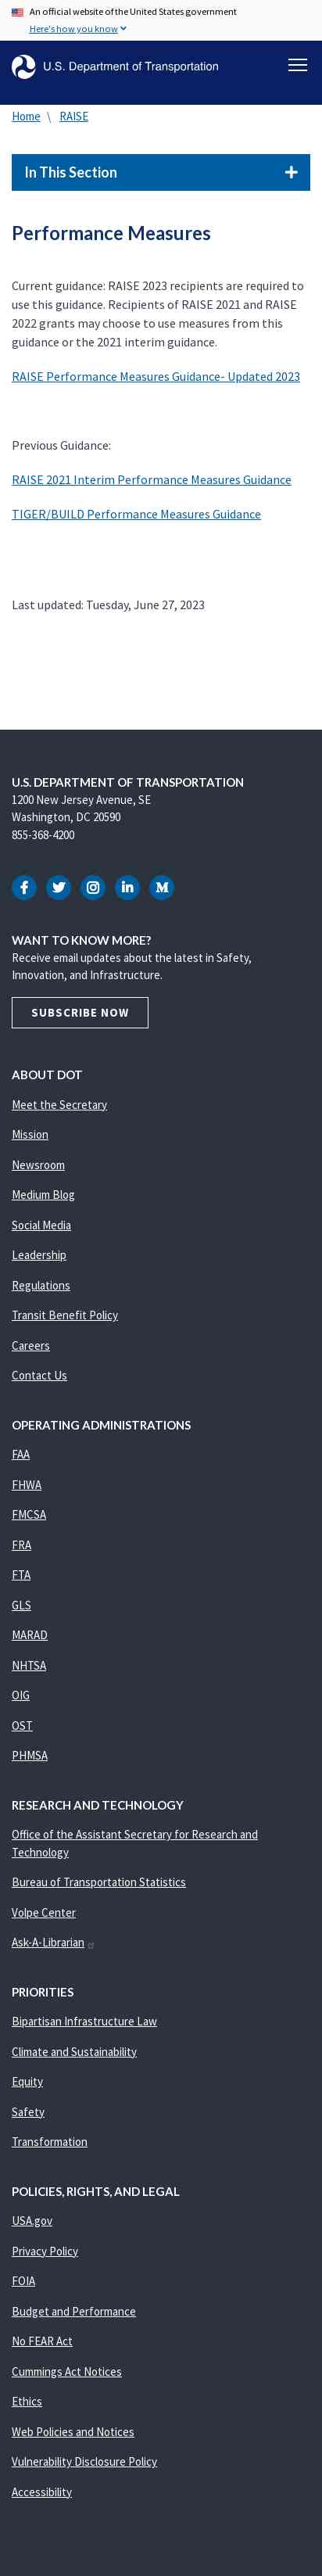 An official website of the United States government
Here's how you know
U.S. Department of Transportation
Home \ RAISE
In This Section
Performance Measures
Current guidance: RAISE 2023 recipients are required to
use this guidance. Recipients of RAISE 2021 and RAISE
2022 grants may choose to use measures from this
guidance or the 2021 interim guidance.
RAISE Performance Measures Guidance- Updated 2023
Previous Guidance:
RAISE 2021 Interim Performance Measures Guidance
TIGER/BUILD Performance Measures Guidance
Last updated: Tuesday, June 27, 2023
U.S. DEPARTMENT OF TRANSPORTATION
1200 New Jersey Avenue, SE
Washington, DC 20590
855-368-4200
WANT TO KNOW MORE?
Receive email updates about the latest in Safety,
Innovation, and Infrastructure.
SUBSCRIBE NOW
ABOUT DOT
Meet the Secretary
Mission
Newsroom
Medium Blog
Social Media
Leadership
Regulations
Transit Benefit Policy
Careers
Contact Us
OPERATING ADMINISTRATIONS
FAA
FHWA
FMCSA
FRA
FTA
GLS
MARAD
NHTSA
OIG
OST
PHMSA
RESEARCH AND TECHNOLOGY
Office of the Assistant Secretary for Research and
Technology
Bureau of Transportation Statistics
Volpe Center
Ask-A-Librarian
PRIORITIES
Bipartisan Infrastructure Law
Climate and Sustainability
Equity
Safety
Transformation
POLICIES, RIGHTS, AND LEGAL
USA.gov
Privacy Policy
FOIA
Budget and Performance
No FEAR Act
Cummings Act Notices
Ethics
Web Policies and Notices
Vulnerability Disclosure Policy
Accessibility